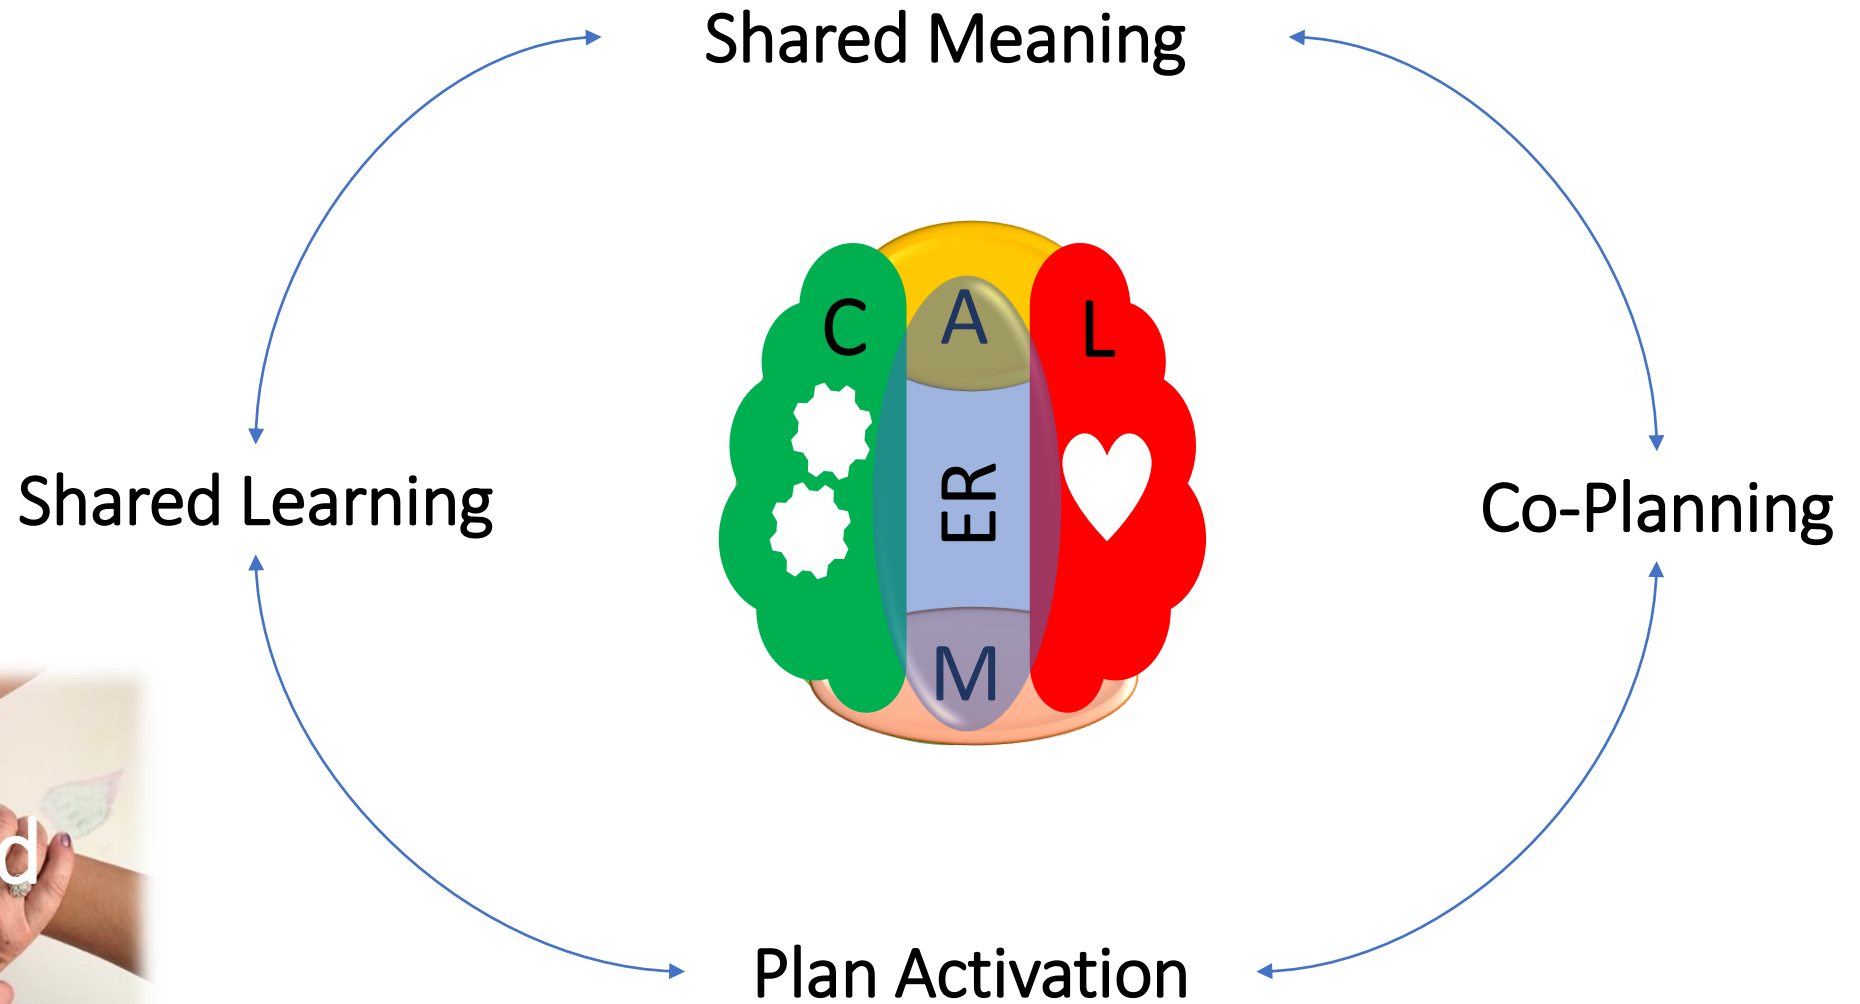 Shared Meaning
C A L
ER
Shared Learning
Co-Planning
M
d
Plan Activation